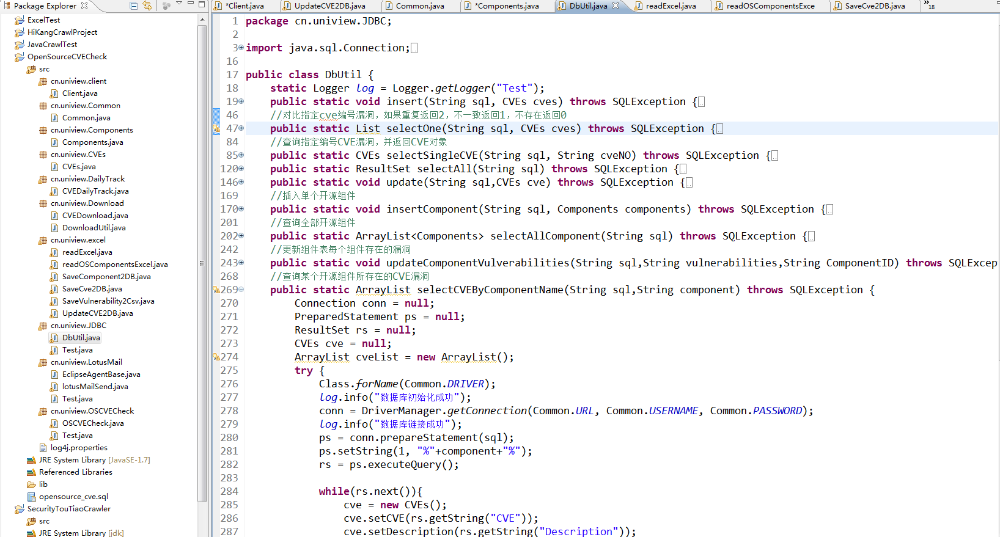 Package Explorer
ExcelTest
HiKangCrawlProject
JavaCrawlTest
OpenSourceCVECheck
src
cn.uniview.client
Client.java
cn.uniview.Common
Common.java
cn.uniview.Components
Components.java
cn.uniview.CVEs
CVEs.java
cn.uniview.DailyTrack
CVEDailyTrack.java
cn.uniview.Download
CVEDownload.java
DownloadUtil.java
cn.uniview.excel
readExcel.java
readOSComponentsExcel.java
SaveComponent2DB.java
SaveCve2DB.java
SaveVulnerability2Csv.java
UpdateCVE2DB.java
cn.uniview.JDBC
DbUtil.java
Test.java
cn.uniview.LotusMail
EclipseAgentBase.java
lotusMailSend.java
Test.java
cn.uniview.OSCVECheck
OSCVECheck.java
Test.java
log4j.properties
JRE System Library [JavaSE-1.7]
Referenced Libraries
lib
opensource_cve.sql
SecurityTouTiaoCrawler
src
JRE System Library [jdk]
*Client.java UpdateCVE2DB.java Common.java *Components.java DbUtil.java readExcel.java readOSComponentsExce SaveCve2DB.java »18
1 package cn.uniview.JDBC;
2
3 import java.sql.Connection;
16
17 public class DbUtil {
18 static Logger log = Logger.getLogger("Test");
19 public static void insert(String sql, CVEs cves) throws SQLException {
46 //对比指定cve编号漏洞，如果重复返回2，不一致返回1，不存在返回0
47 public static List selectOne(String sql, CVEs cves) throws SQLException {
84 //查询指定编号CVE漏洞，并返回CVE对象
85 public static CVEs selectSingleCVE(String sql, String cveNO) throws SQLException {
120 public static ResultSet selectAll(String sql) throws SQLException {
146 public static void update(String sql,CVEs cve) throws SQLException {
169 //插入单个开源组件
170 public static void insertComponent(String sql, Components components) throws SQLException {
201 //查询全部开源组件
202 public static ArrayList<Components> selectAllComponent(String sql) throws SQLException {
242 //更新组件表每个组件存在的漏洞
243 public static void updateComponentVulverabilities(String sql,String vulnerabilities,String ComponentID) throws SQLExcep
268 //查询某个开源组件所存在的CVE漏洞
269 public static ArrayList selectCVEByComponentName(String sql,String component) throws SQLException {
270 Connection conn = null;
271 PreparedStatement ps = null;
272 ResultSet rs = null;
273 CVEs cve = null;
274 ArrayList cveList = new ArrayList();
275 try {
276 Class.forName(Common.DRIVER);
277 log.info("数据库初始化成功");
278 conn = DriverManager.getConnection(Common.URL, Common.USERNAME, Common.PASSWORD);
279 log.info("数据库链接成功");
280 ps = conn.prepareStatement(sql);
281 ps.setString(1, "%"+component+"%");
282 rs = ps.executeQuery();
283
284 while(rs.next()){
285 cve = new CVEs();
286 cve.setCVE(rs.getString("CVE"));
287 cve.setDescription(rs.getString("Description"));